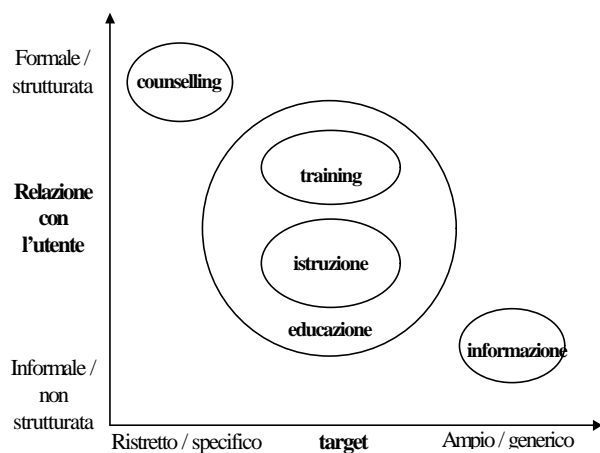 Formale /
strutturata
counselling
training
Relazione
con
l'utente
istruzione
educazione
informazione
Informale /
non
strutturata
Ristretto / specifico
target
Ampio / generico